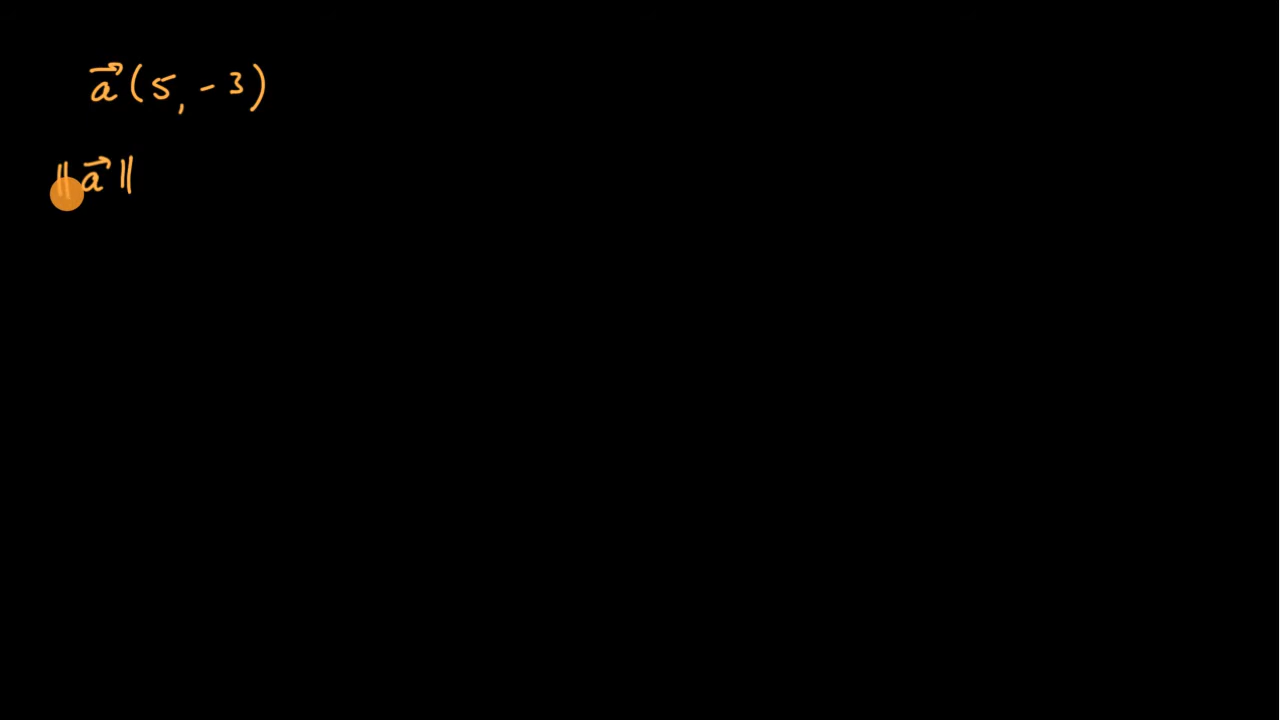 a⃗ (5, -3)
‖a⃗‖